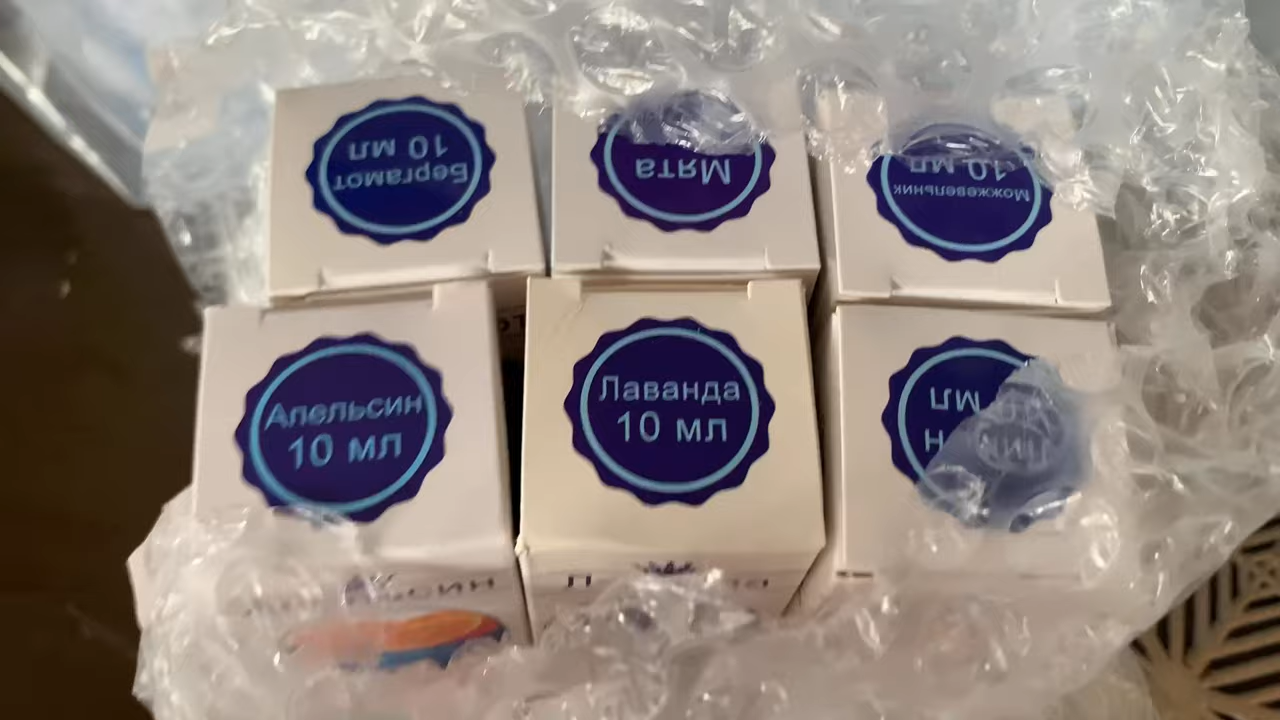 Бергамот
10 мл
Мята
Можжевельник
10 мл
Апельсин
10 мл
Лаванда
10 мл
мл